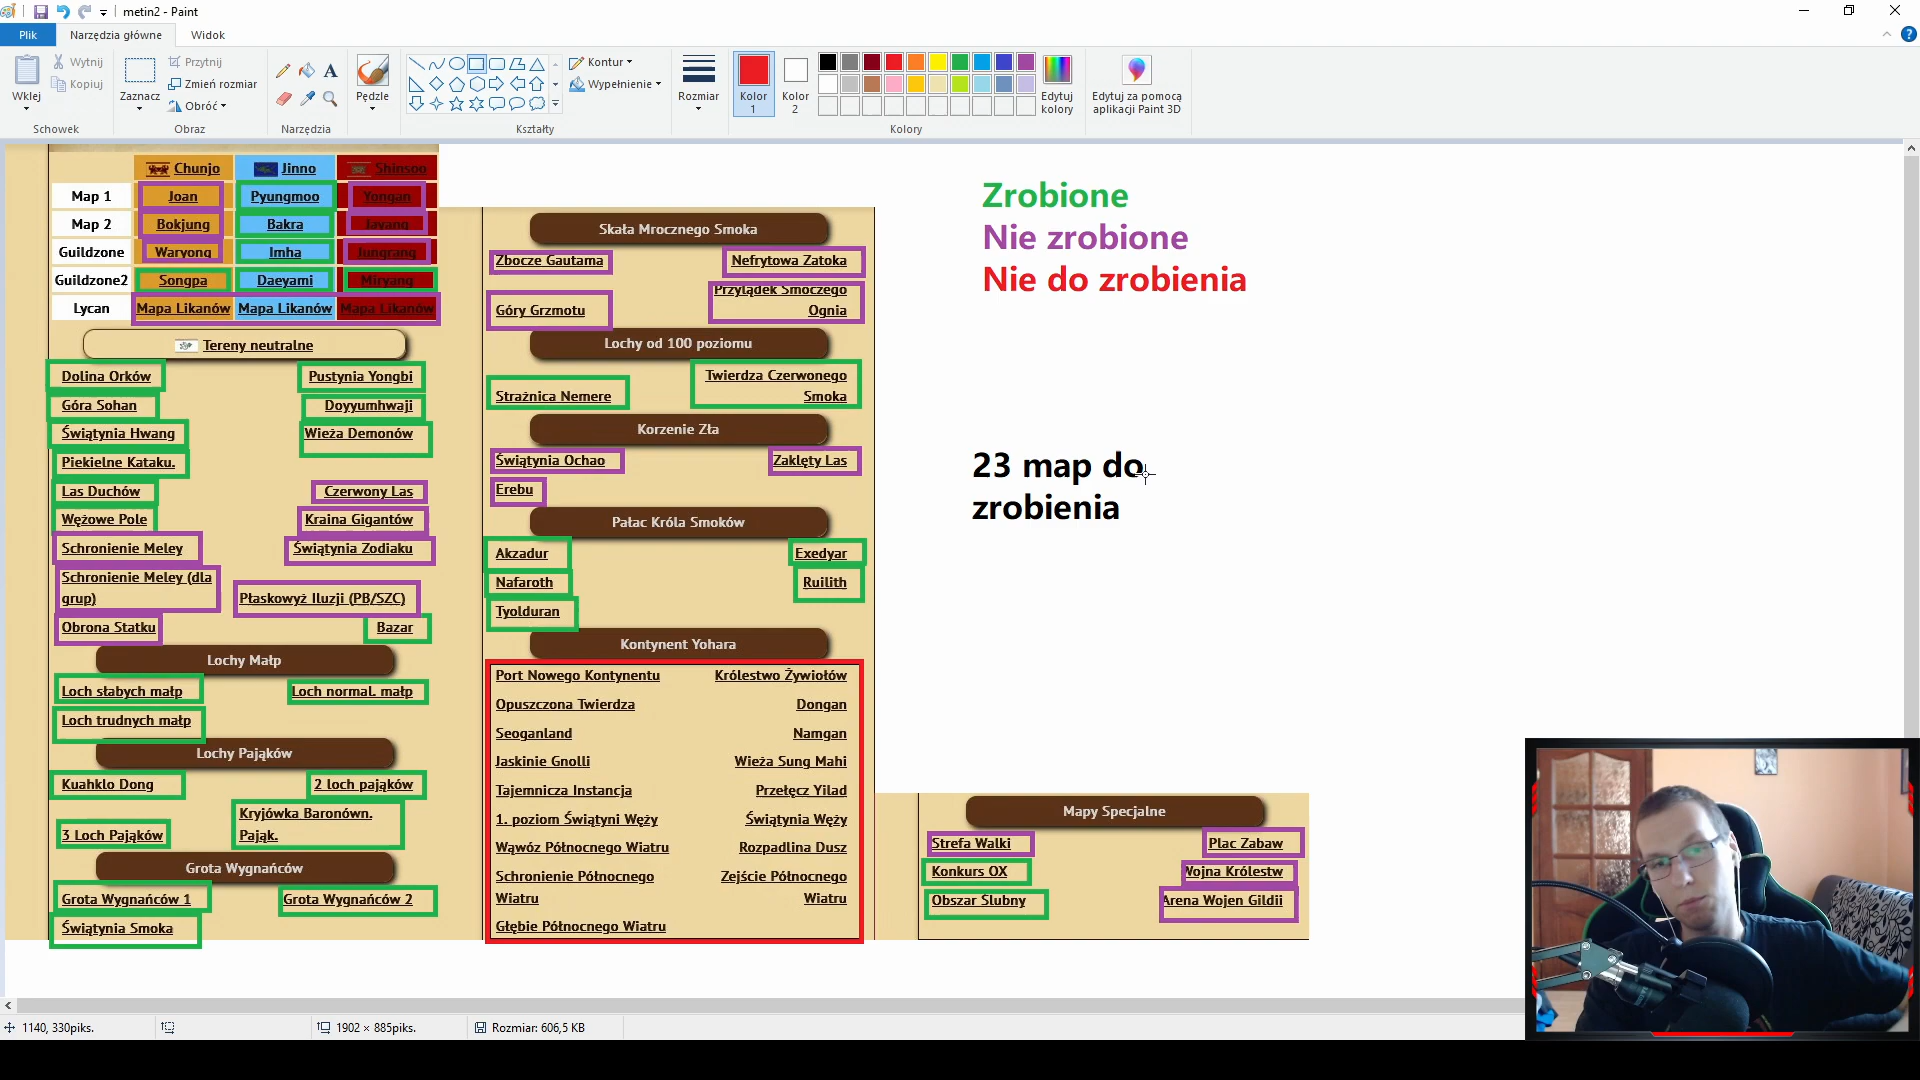 metin2 - Paint
Plik
Narzędzia główne
Widok
Wklej
Wytnij
Kopiuj
Zaznacz
Przytnij
Zmień rozmiar
Obróć
Pędzle
Kontur
Wypełnienie
Rozmiar
Kolor 1
Kolor 2
Edytuj kolory
Edytuj za pomocą aplikacji Paint 3D
Schowek
Obraz
Narzędzia
Kształty
Kolory
Chunjo Jinno Shinsoo
Map 1 Joan Pyungmoo Yongan
Map 2 Bokjung Bakra Jayang
Guildzone Waryong Imha Jungrang
Guildzone2 Songpa Daeyami Miryang
Lycan Mapa Likanów Mapa Likanów Mapa Likanów
Tereny neutralne
Dolina Orków Pustynia Yongbi
Góra Sohan Doyyumhwaji
Świątynia Hwang Wieża Demonów
Piekielne Kataku.
Las Duchów Czerwony Las
Wężowe Pole Kraina Gigantów
Schronienie Meley Świątynia Zodiaku
Schronienie Meley (dla
grup) Płaskowyż Iluzji (PB/SZC)
Obrona Statku Bazar
Lochy Małp
Loch słabych małp Loch normal. małp
Loch trudnych małp
Lochy Pająków
Kuahklo Dong 2 loch pająków
3 Loch Pająków Kryjówka Baronówn.
Pająk.
Grota Wygnańców
Grota Wygnańców 1 Grota Wygnańców 2
Świątynia Smoka
Skała Mrocznego Smoka
Zbocze Gautama Nefrytowa Zatoka
Góry Grzmotu Przylądek Smoczego
Ognia
Lochy od 100 poziomu
Strażnica Nemere Twierdza Czerwonego
Smoka
Korzenie Zła
Świątynia Ochao Zaklęty Las
Erebu
Pałac Króla Smoków
Akzadur Exedyar
Nafaroth Ruilith
Tyolduran
Kontynent Yohara
Port Nowego Kontynentu Królestwo Żywiołów
Opuszczona Twierdza Dongan
Seoganland Namgan
Jaskinie Gnolli Wieża Sung Mahi
Tajemnicza Instancja Przełęcz Yilad
1. poziom Świątyni Węży Świątynia Węży
Wąwóz Północnego Wiatru Rozpadlina Dusz
Schronienie Północnego Zejście Północnego
Wiatru Wiatru
Głębie Północnego Wiatru
Zrobione
Nie zrobione
Nie do zrobienia
23 map do
zrobienia
Mapy Specjalne
Strefa Walki Plac Zabaw
Konkurs OX Wojna Królestw
Obszar Ślubny Arena Wojen Gildii
1140, 330piks.
1902 × 885piks.
Rozmiar: 606,5 KB